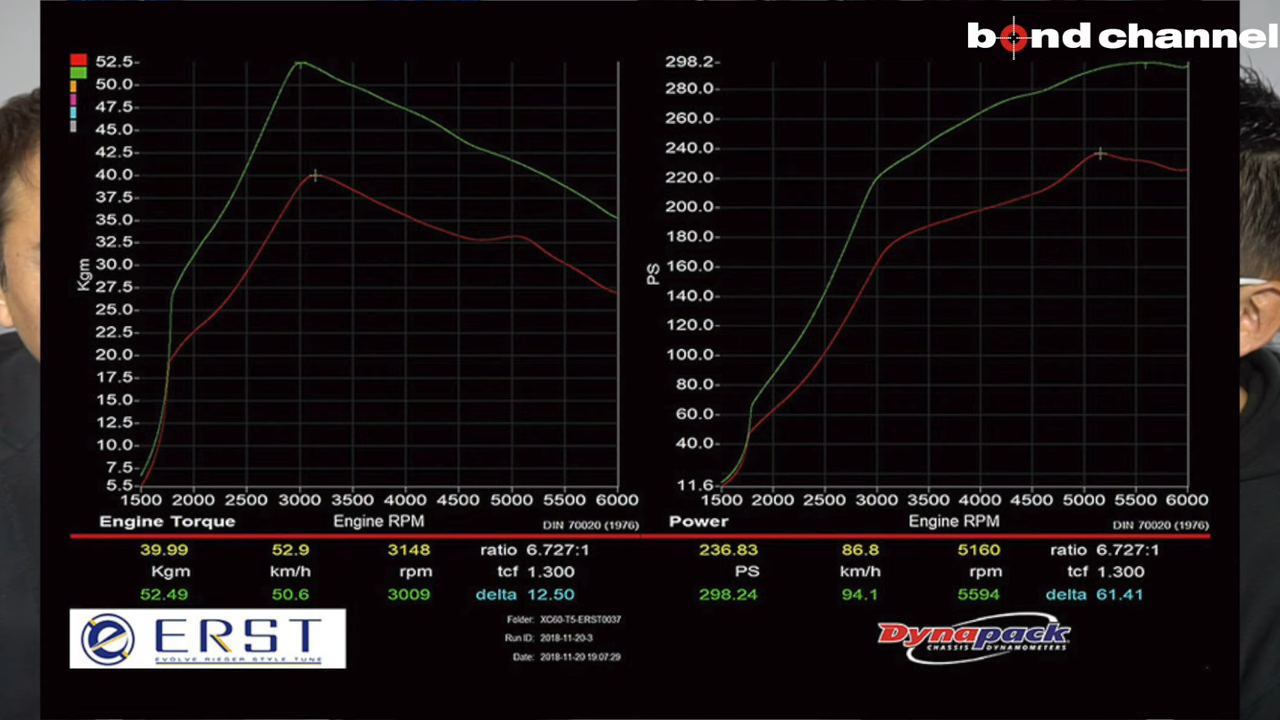 bond channel
52.5
50.0
47.5
45.0
42.5
40.0
37.5
35.0
32.5
30.0
27.5
25.0
22.5
20.0
17.5
15.0
12.5
10.0
7.5
5.5
Kgm
1500 2000 2500 3000 3500 4000 4500 5000 5500 6000
Engine Torque Engine RPM DIN 70020 (1976)
298.2
280.0
260.0
240.0
220.0
200.0
180.0
160.0
140.0
120.0
100.0
80.0
60.0
40.0
11.6
PS
1500 2000 2500 3000 3500 4000 4500 5000 5500 6000
Power Engine RPM DIN 70020 (1976)
39.99 52.9 3148 ratio 6.727:1
Kgm km/h rpm tcf 1.300
52.49 50.6 3009 delta 12.50
236.83 86.8 5160 ratio 6.727:1
PS km/h rpm tcf 1.300
298.24 94.1 5594 delta 61.41
ERST
EVOLVE RIEGER STYLE TUNE
Folder: XC60-T5-ERST0037
Run ID: 2018-11-20-3
Date: 2018-11-20 19:07:29
Dynapack
CHASSIS DYNAMOMETERS